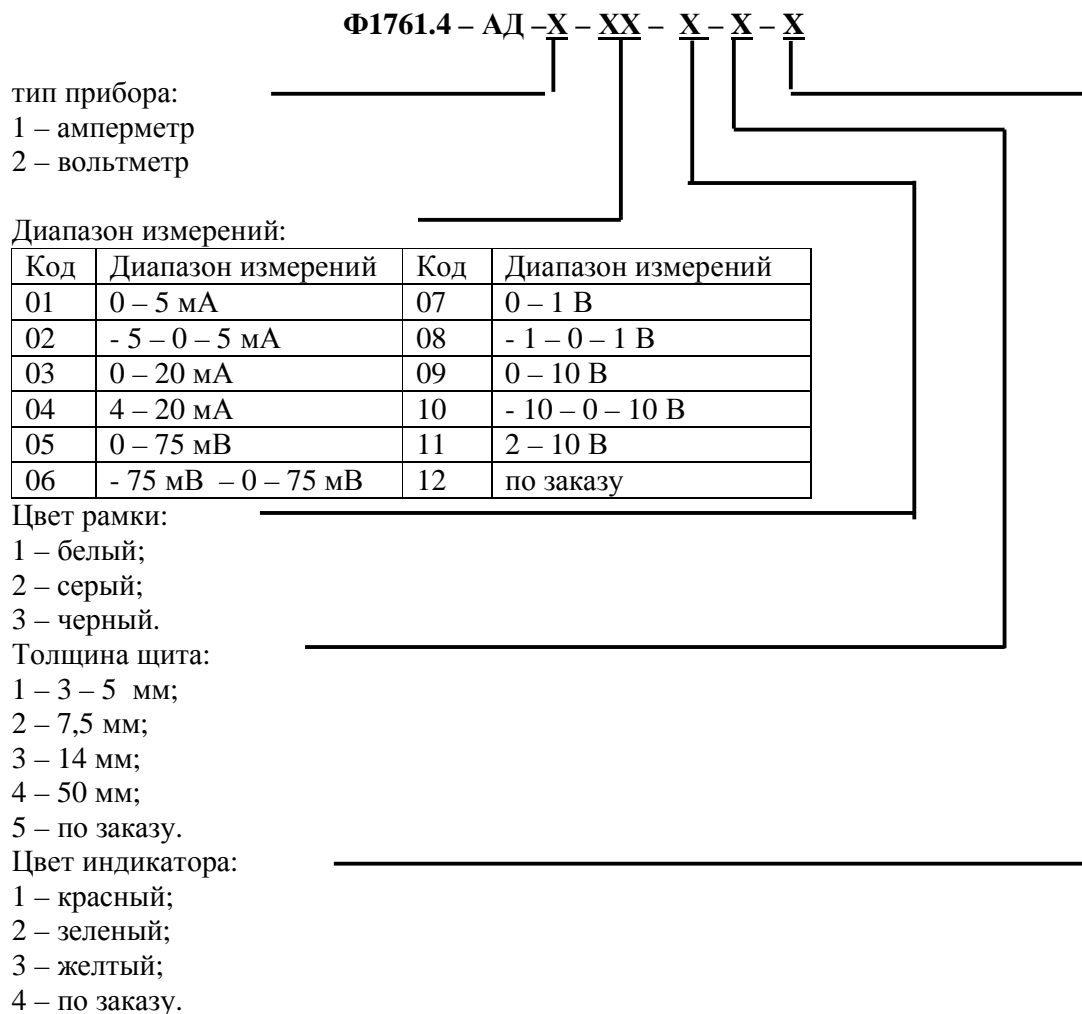 Ф1761.4 – АД –Х – ХХ – Х – Х – Х
тип прибора:
1 – амперметр
2 – вольтметр
Диапазон измерений:
Код Диапазон измерений Код Диапазон измерений
01 0 – 5 мА 07 0 – 1 В
02 - 5 – 0 – 5 мА 08 - 1 – 0 – 1 В
03 0 – 20 мА 09 0 – 10 В
04 4 – 20 мА 10 - 10 – 0 – 10 В
05 0 – 75 мВ 11 2 – 10 В
06 - 75 мВ – 0 – 75 мВ 12 по заказу
Цвет рамки:
1 – белый;
2 – серый;
3 – черный.
Толщина щита:
1 – 3 – 5 мм;
2 – 7,5 мм;
3 – 14 мм;
4 – 50 мм;
5 – по заказу.
Цвет индикатора:
1 – красный;
2 – зеленый;
3 – желтый;
4 – по заказу.